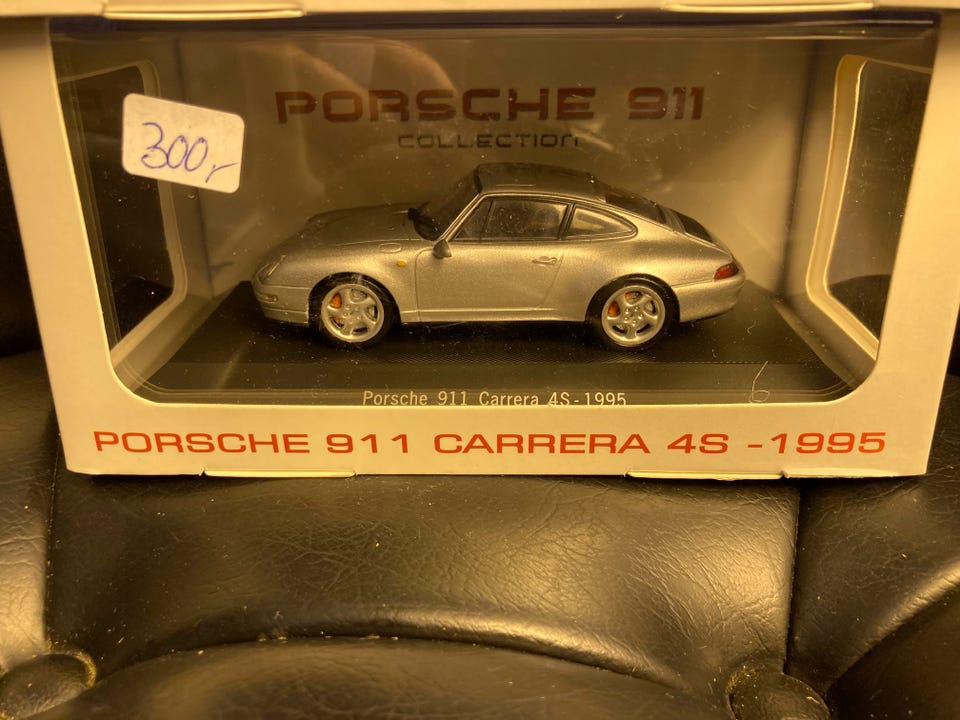 PORSCHE 911
COLLECTION
300,-
Porsche 911 Carrera 4S - 1995
PORSCHE 911 CARRERA 4S - 1995